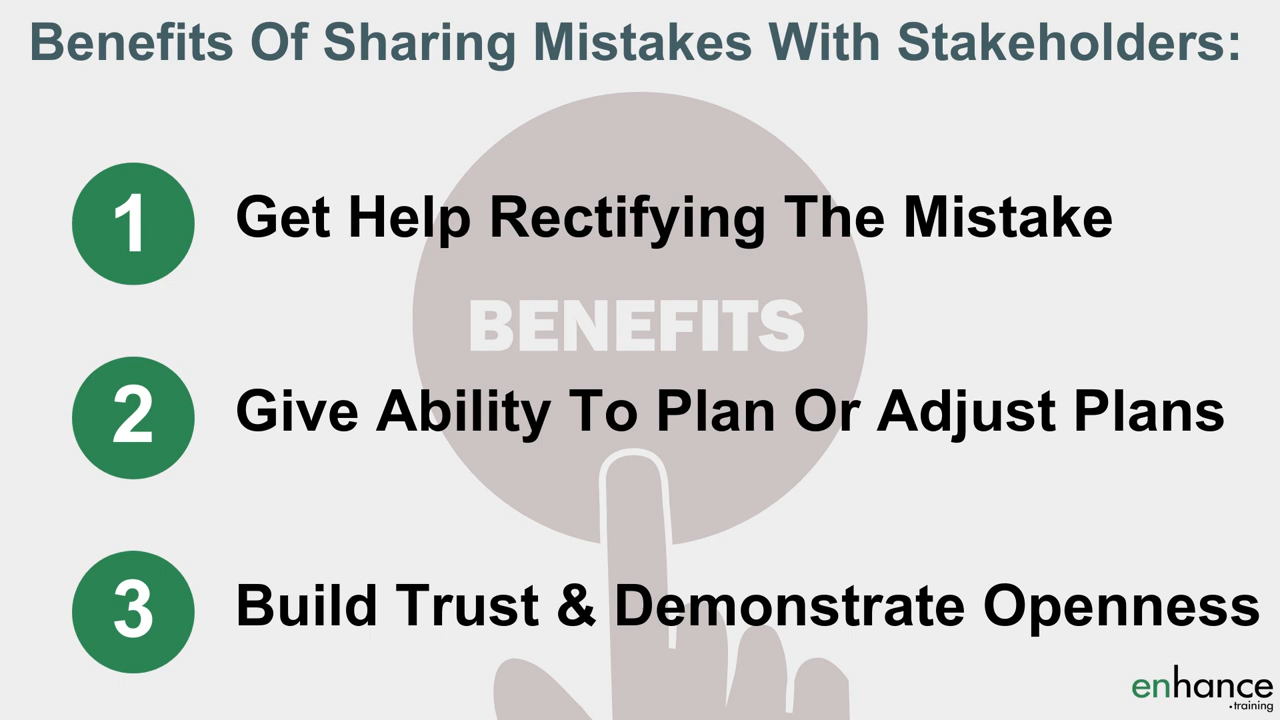 Benefits Of Sharing Mistakes With Stakeholders:
1 Get Help Rectifying The Mistake
BENEFITS
2 Give Ability To Plan Or Adjust Plans
3 Build Trust & Demonstrate Openness
enhance
.training